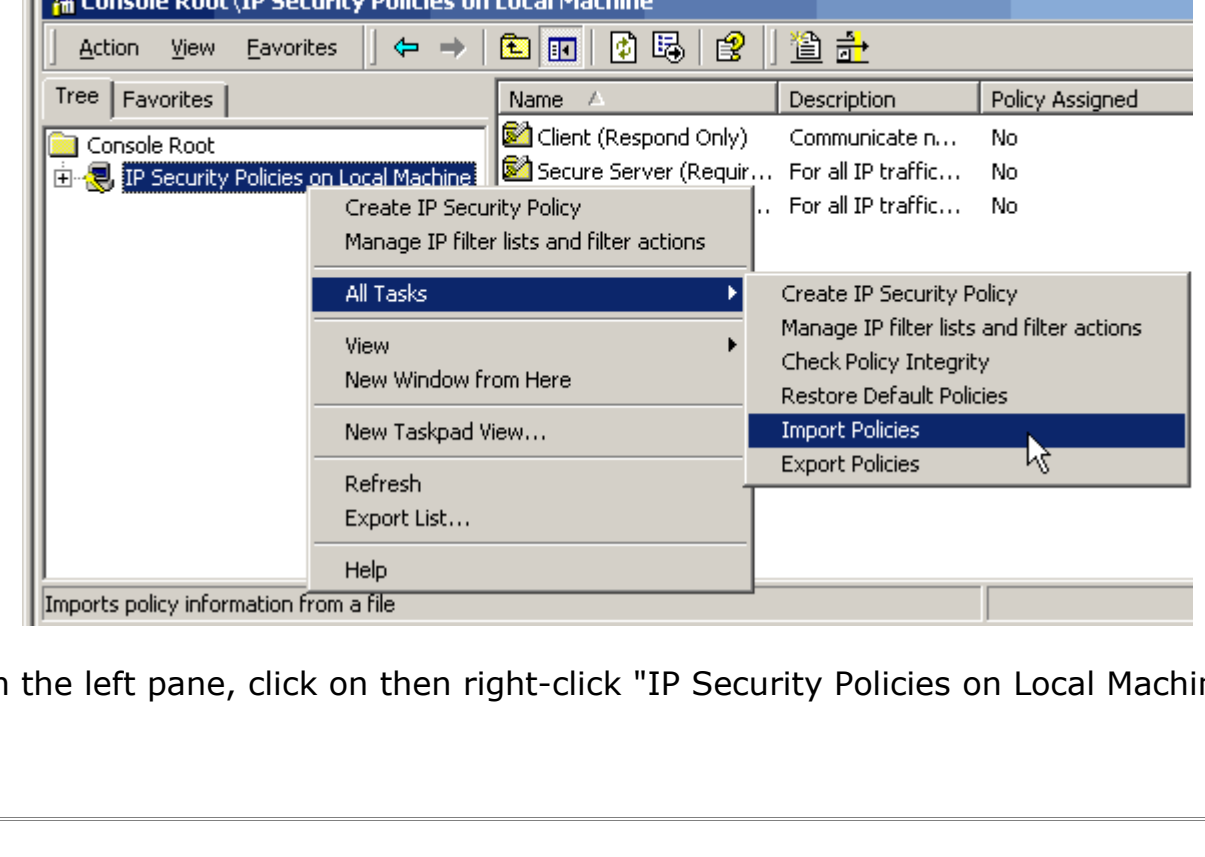 Console Root\IP Security Policies on Local Machine
Action View Favorites
Tree Favorites
Name Description Policy Assigned
Console Root
IP Security Policies on Local Machine
Client (Respond Only) Communicate n... No
Secure Server (Requir... For all IP traffic... No
.. For all IP traffic... No
Create IP Security Policy
Manage IP filter lists and filter actions
All Tasks
View
New Window from Here
New Taskpad View...
Refresh
Export List...
Help
Create IP Security Policy
Manage IP filter lists and filter actions
Check Policy Integrity
Restore Default Policies
Import Policies
Export Policies
Imports policy information from a file
n the left pane, click on then right-click "IP Security Policies on Local Machin